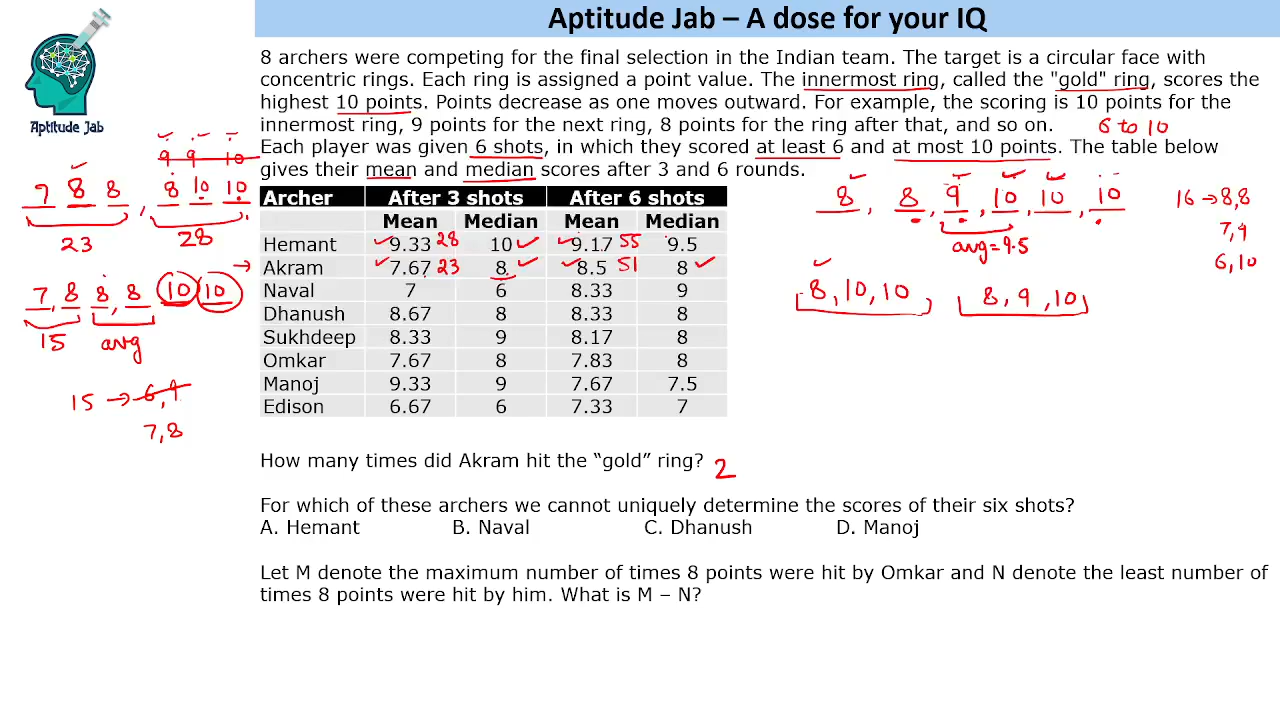 Aptitude Jab – A dose for your IQ
Aptitude Jab
8 archers were competing for the final selection in the Indian team. The target is a circular face with
concentric rings. Each ring is assigned a point value. The innermost ring, called the "gold" ring, scores the
highest 10 points. Points decrease as one moves outward. For example, the scoring is 10 points for the
innermost ring, 9 points for the next ring, 8 points for the ring after that, and so on.
6 to 10
Each player was given 6 shots, in which they scored at least 6 and at most 10 points. The table below
gives their mean and median scores after 3 and 6 rounds.
9 9 10
7 8 8 , 8 10 10
23 28
7, 8 8, 8 10 10
15 avg
15 → 6, 9
7, 8
Archer After 3 shots After 6 shots
Mean Median Mean Median
Hemant 9.33 28 10 9.17 55 9.5
Akram 7.67 23 8 8.5 51 8
Naval 7 6 8.33 9
Dhanush 8.67 8 8.33 8
Sukhdeep 8.33 9 8.17 8
Omkar 7.67 8 7.83 8
Manoj 9.33 9 7.67 7.5
Edison 6.67 6 7.33 7
8, 8, 9, 10, 10, 10
avg = 9.5
16 → 8,8
7,9
6,10
8, 10, 10 8, 9, 10
How many times did Akram hit the “gold” ring? 2
For which of these archers we cannot uniquely determine the scores of their six shots?
A. Hemant B. Naval C. Dhanush D. Manoj
Let M denote the maximum number of times 8 points were hit by Omkar and N denote the least number of
times 8 points were hit by him. What is M – N?